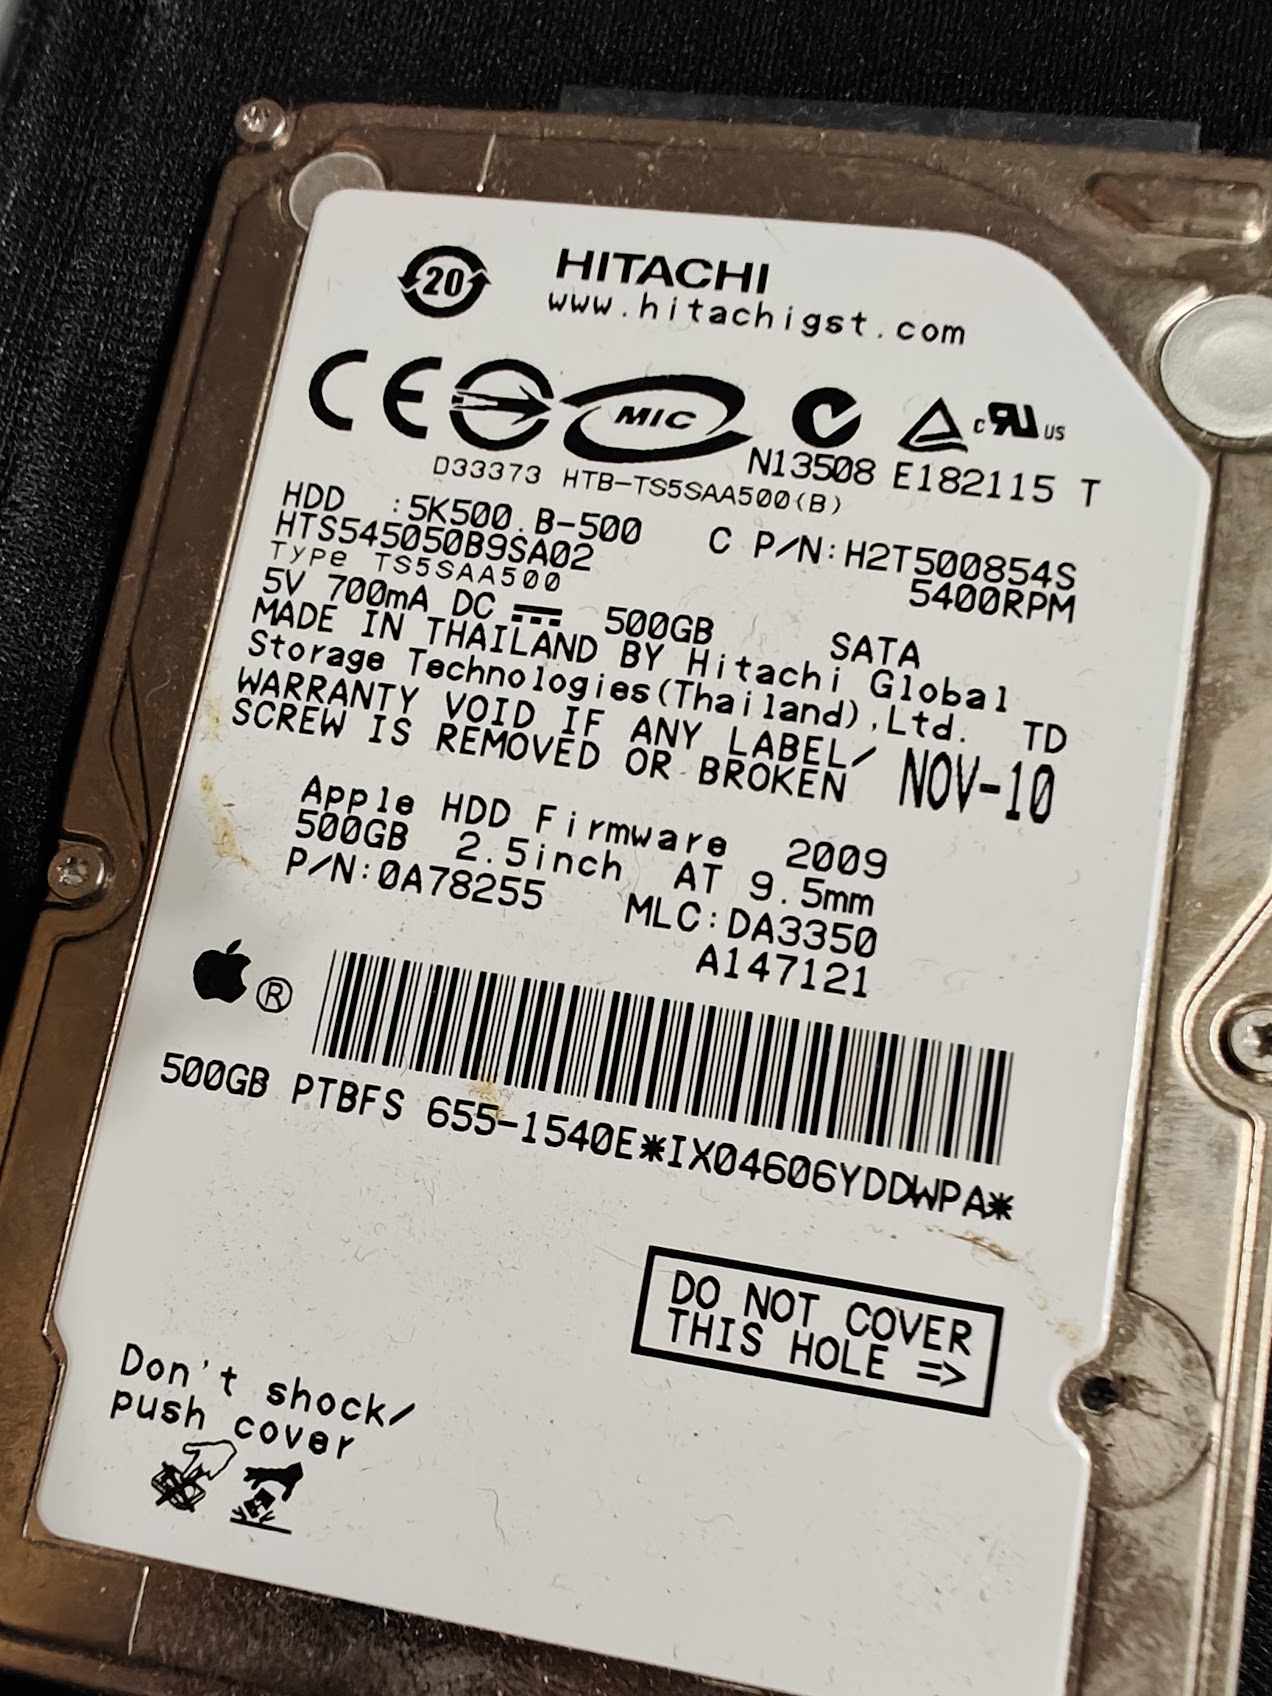 20
HITACHI
www.hitachigst.com
CE MIC c UR US
N13508 E182115 T
D33373 HTB-TS5SAA500(B)
HDD :5K500.B-500 C P/N:H2T500854S
HTS545050B9SA02 5400RPM
Type TS5SAA500
5V 700mA DC 500GB SATA
MADE IN THAILAND BY Hitachi Global
Storage Technologies(Thailand),Ltd. TD
WARRANTY VOID IF ANY LABEL/
SCREW IS REMOVED OR BROKEN NOV-10
Apple HDD Firmware 2009
500GB 2.5inch AT 9.5mm
P/N:0A78255 MLC:DA3350
A147121
®
500GB PTBFS 655-1540E*IX04606YDDWPA*
DO NOT COVER
THIS HOLE =>
Don't shock/
push cover